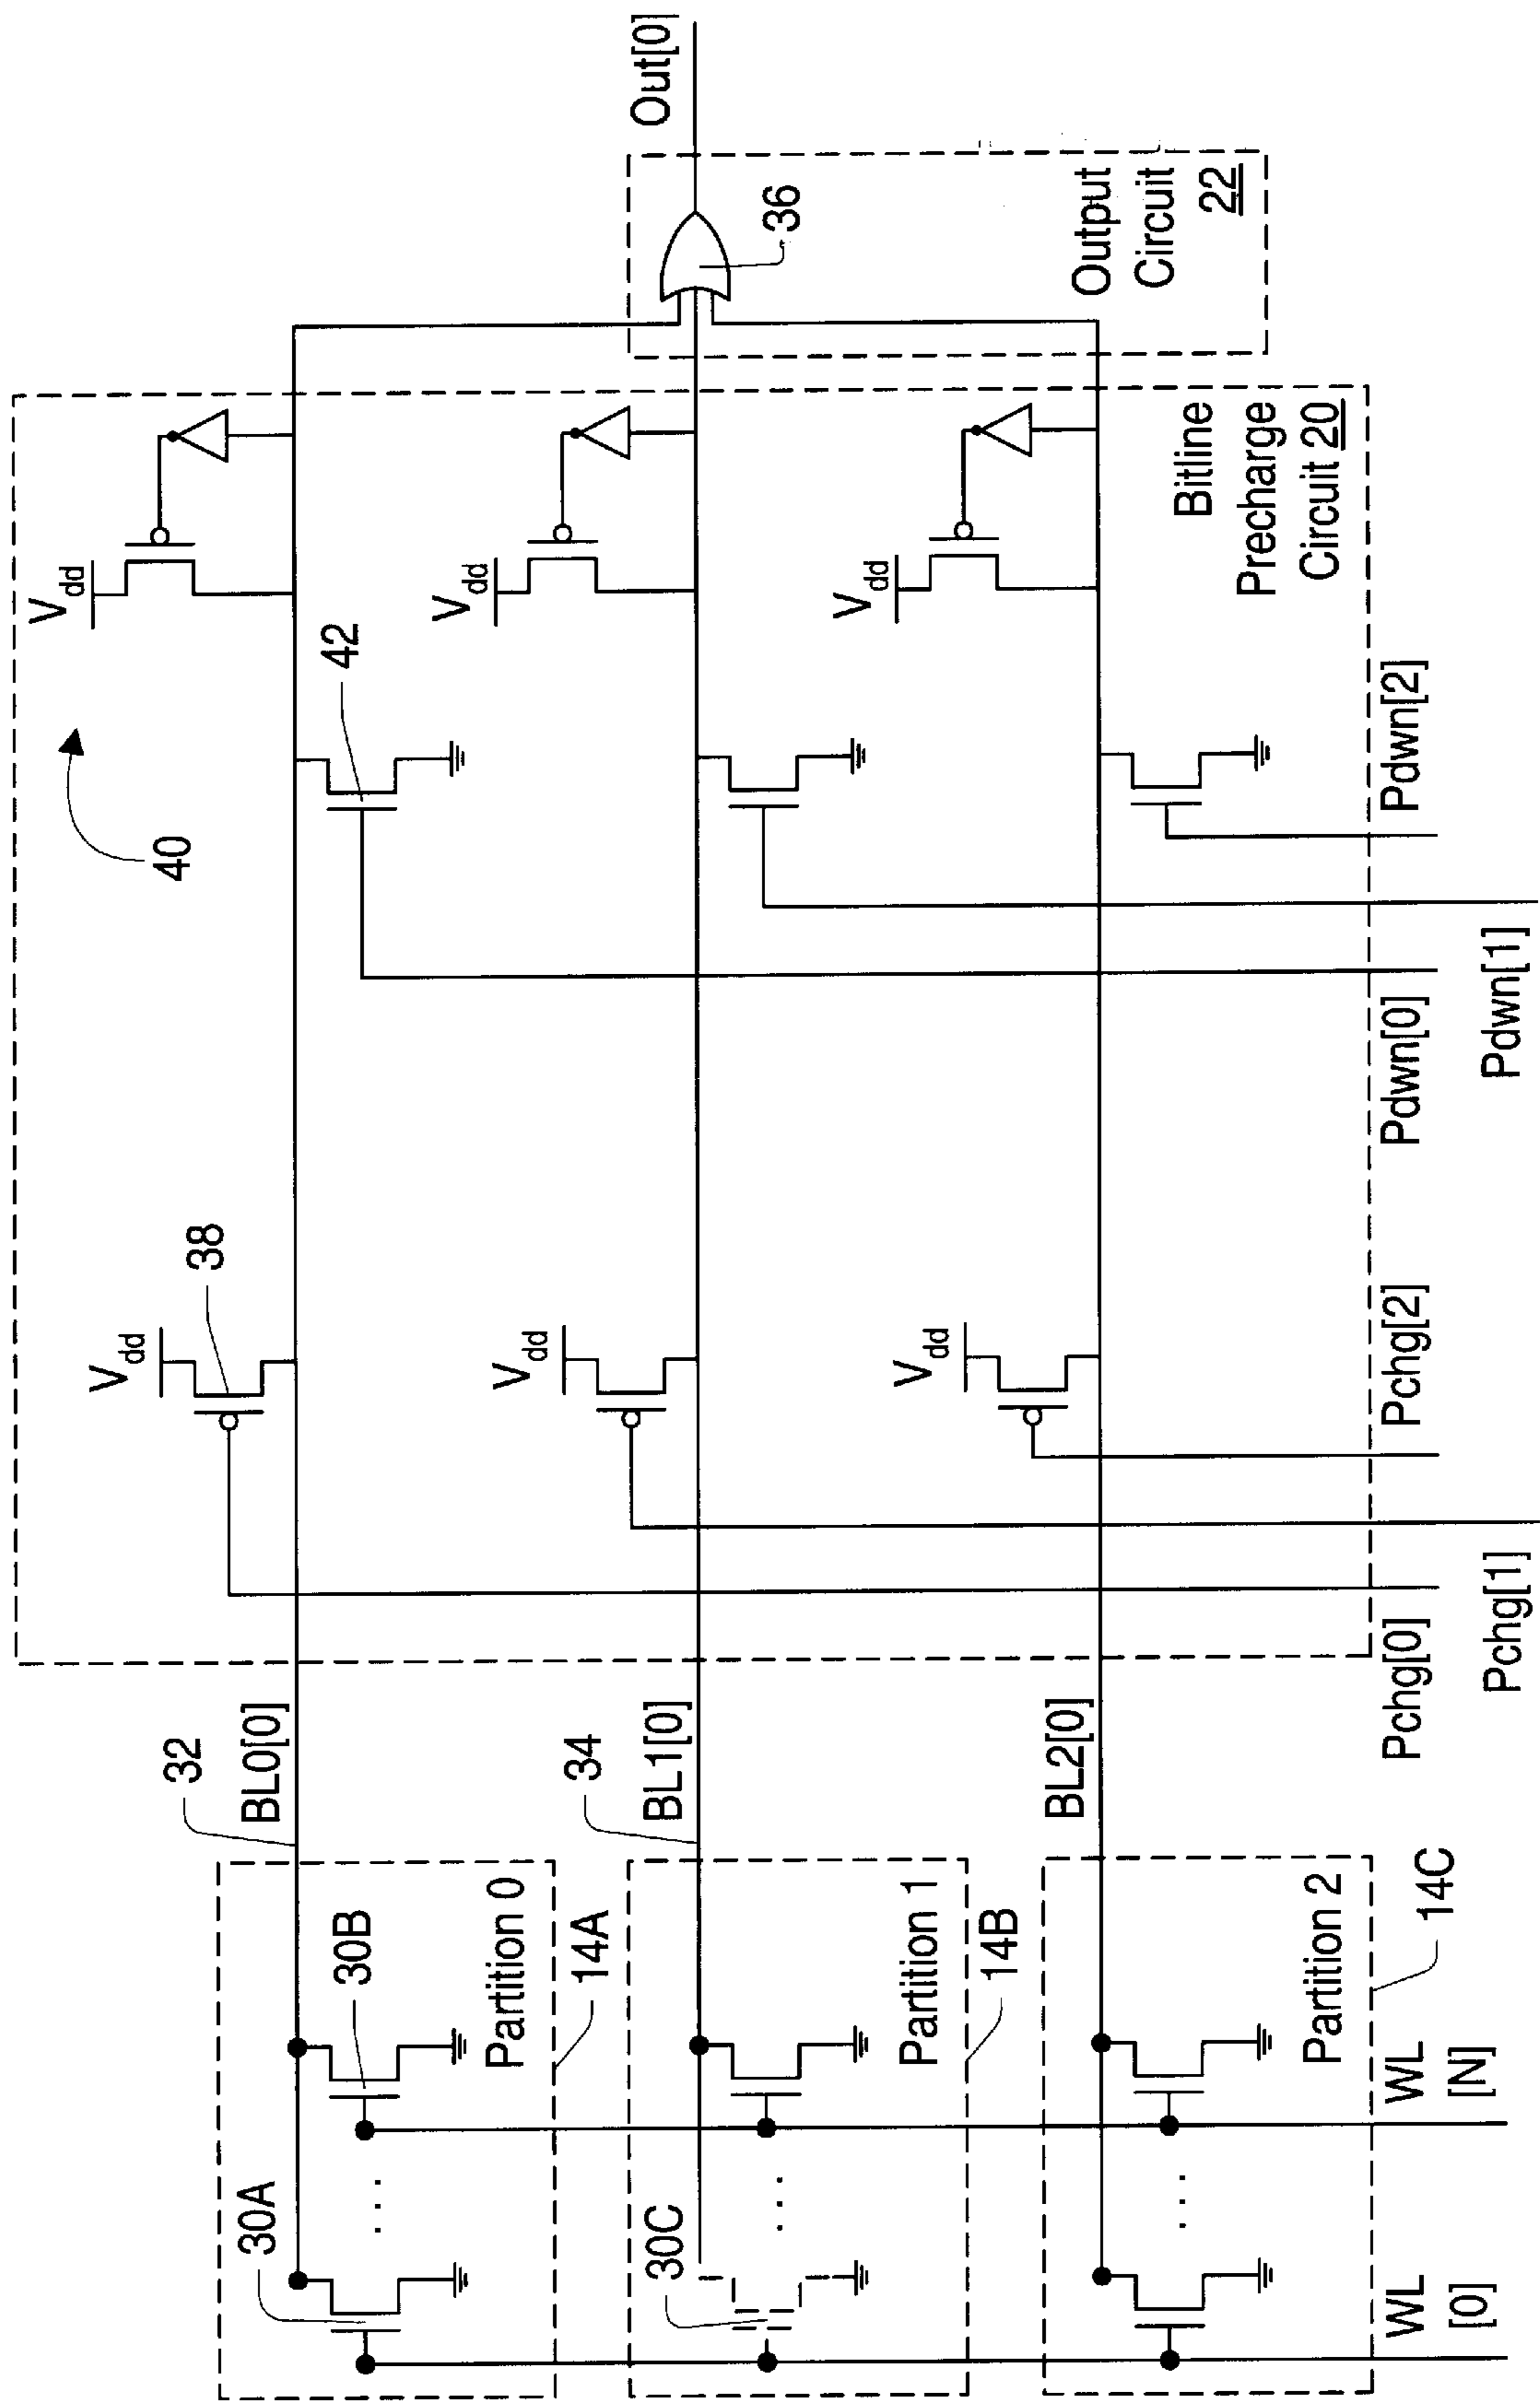 V dd
40
V dd
38
42
Out[0]
32
BL0[0]
30A
30B
Partition 0
14A
V dd
V dd
36
34
BL1[0]
30C
Partition 1
14B
V dd
V dd
Output
Circuit
22
BL2[0]
Partition 2
14C
Bitline
Precharge
Circuit 20
WL
[0]
WL
[N]
Pchg[0]
Pchg[1]
Pchg[2]
Pdwn[0]
Pdwn[1]
Pdwn[2]